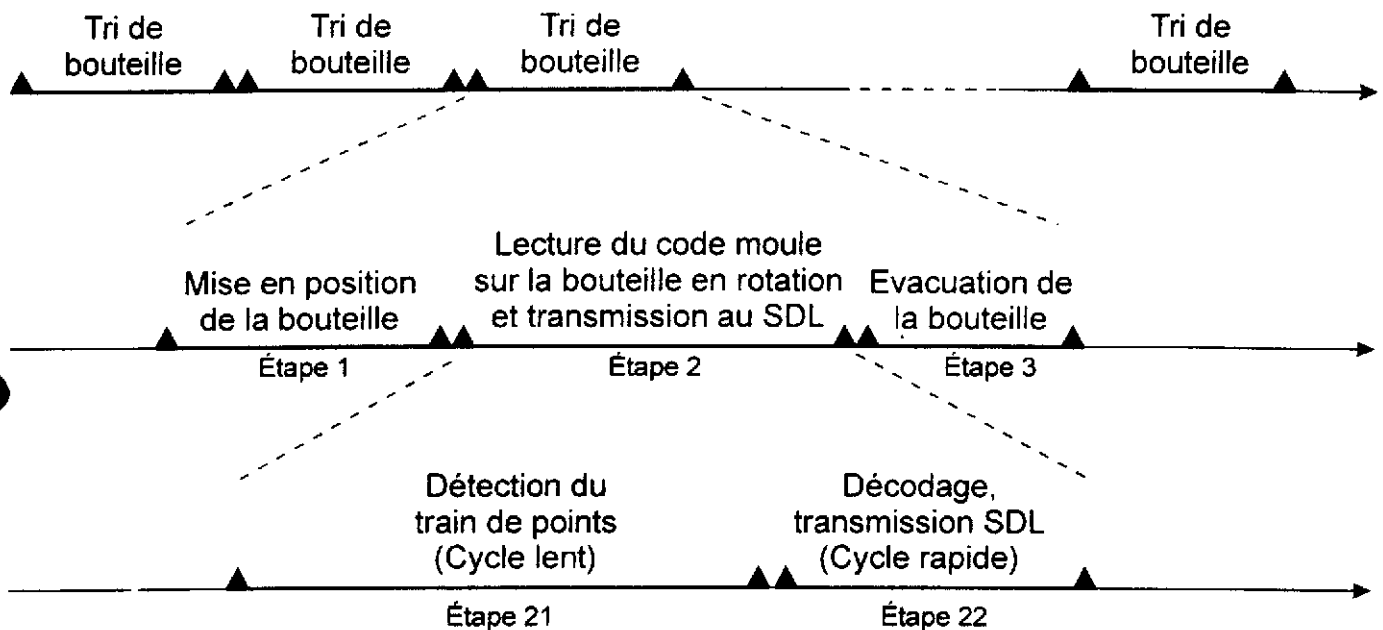 Tri de
bouteille
Tri de
bouteille
Tri de
bouteille
Tri de
bouteille
Mise en position
de la bouteille
Lecture du code moule
sur la bouteille en rotation
et transmission au SDL
Evacuation de
la bouteille
Étape 1
Étape 2
Étape 3
Détection du
train de points
(Cycle lent)
Décodage,
transmission SDL
(Cycle rapide)
Étape 21
Étape 22